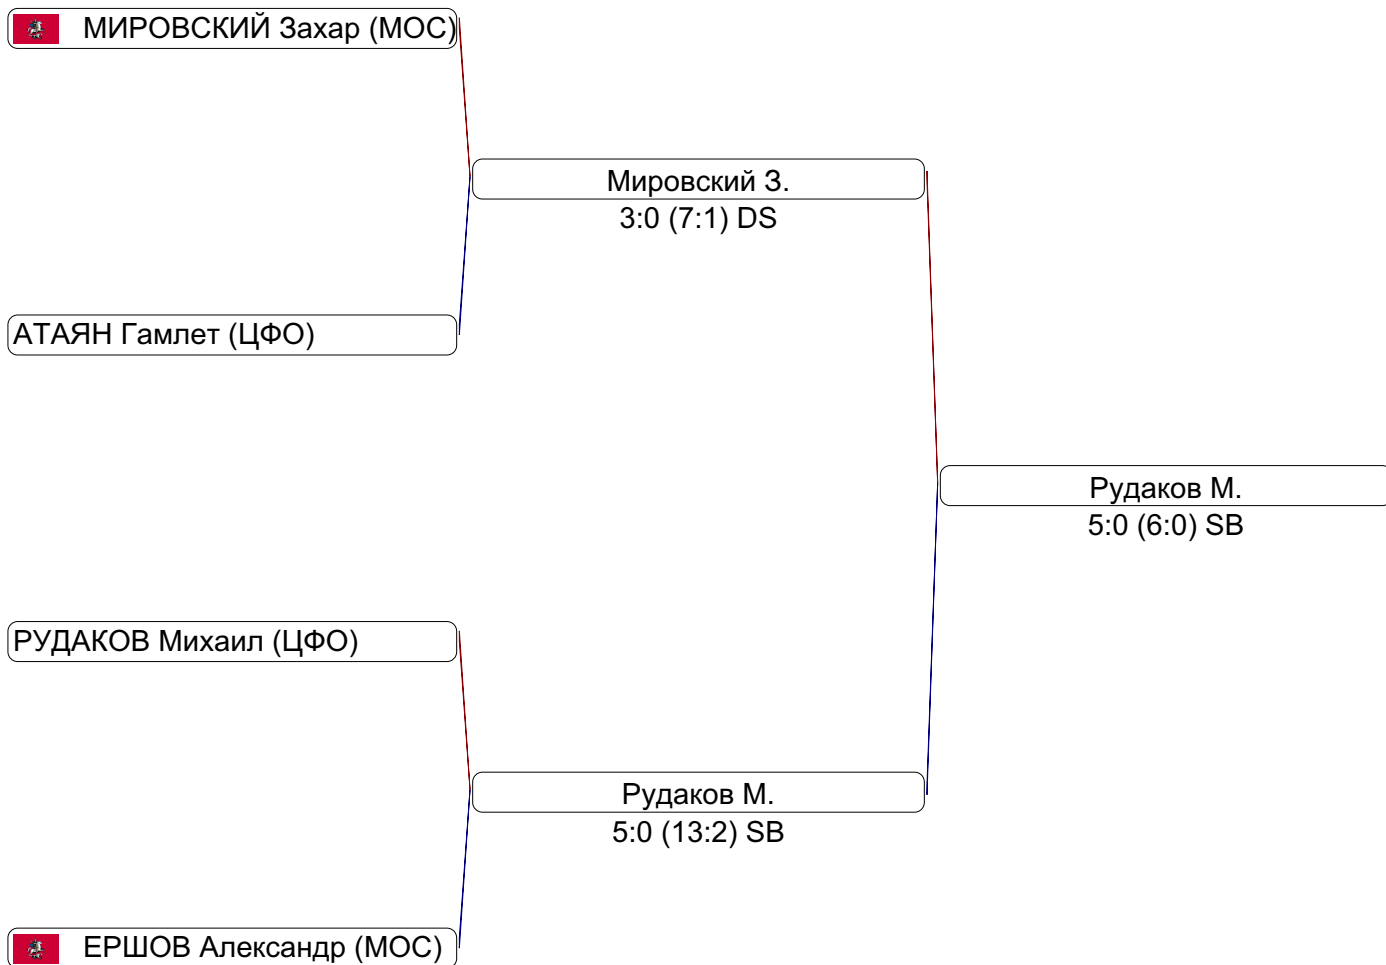 МИРОВСКИЙ Захар (МОС)
Мировский З.
3:0 (7:1) DS
АТАЯН Гамлет (ЦФО)
Рудаков М.
5:0 (6:0) SB
РУДАКОВ Михаил (ЦФО)
Рудаков М.
5:0 (13:2) SB
ЕРШОВ Александр (МОС)